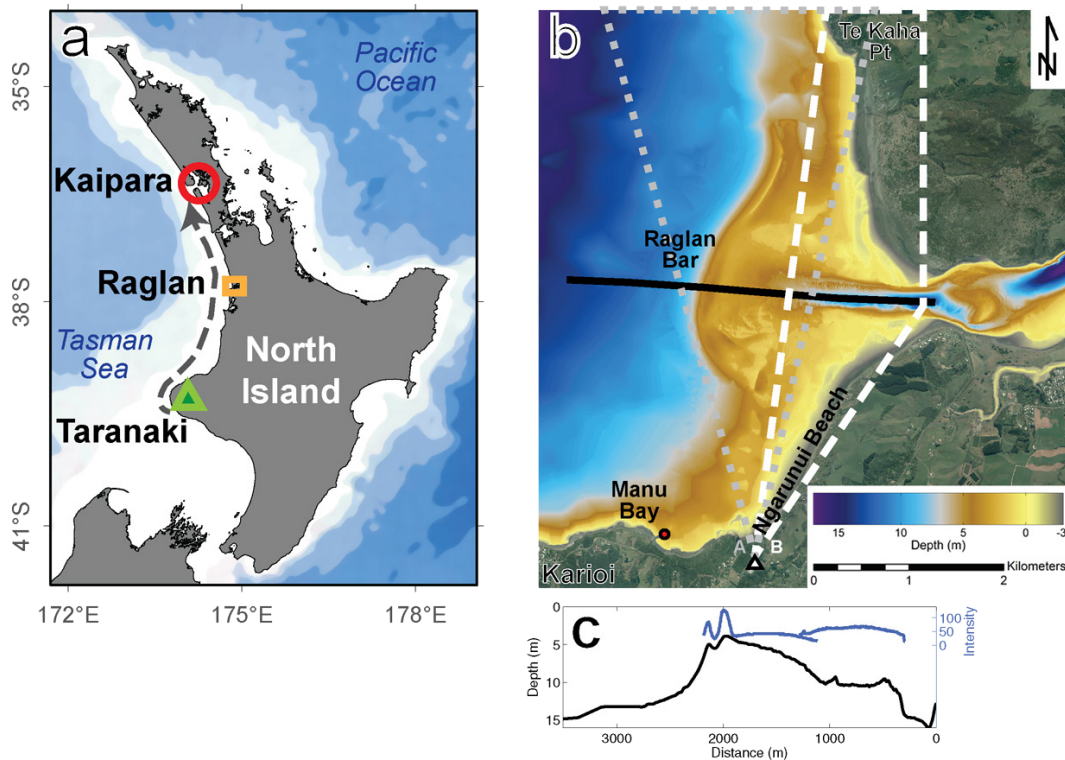 a
Pacific
Ocean
35°S
Kaipara
Raglan
38°S
Tasman
Sea
North
Island
Taranaki
41°S
172°E
175°E
178°E
b
Te Kaha
Pt
N
Raglan
Bar
Ngarunui Beach
Manu
Bay
A
B
Karioi
15
10
5
0
-3
Depth (m)
Kilometers
0
1
2
C
0
5
10
15
Depth (m)
100
50
0
Intensity
3000
2000
1000
0
Distance (m)